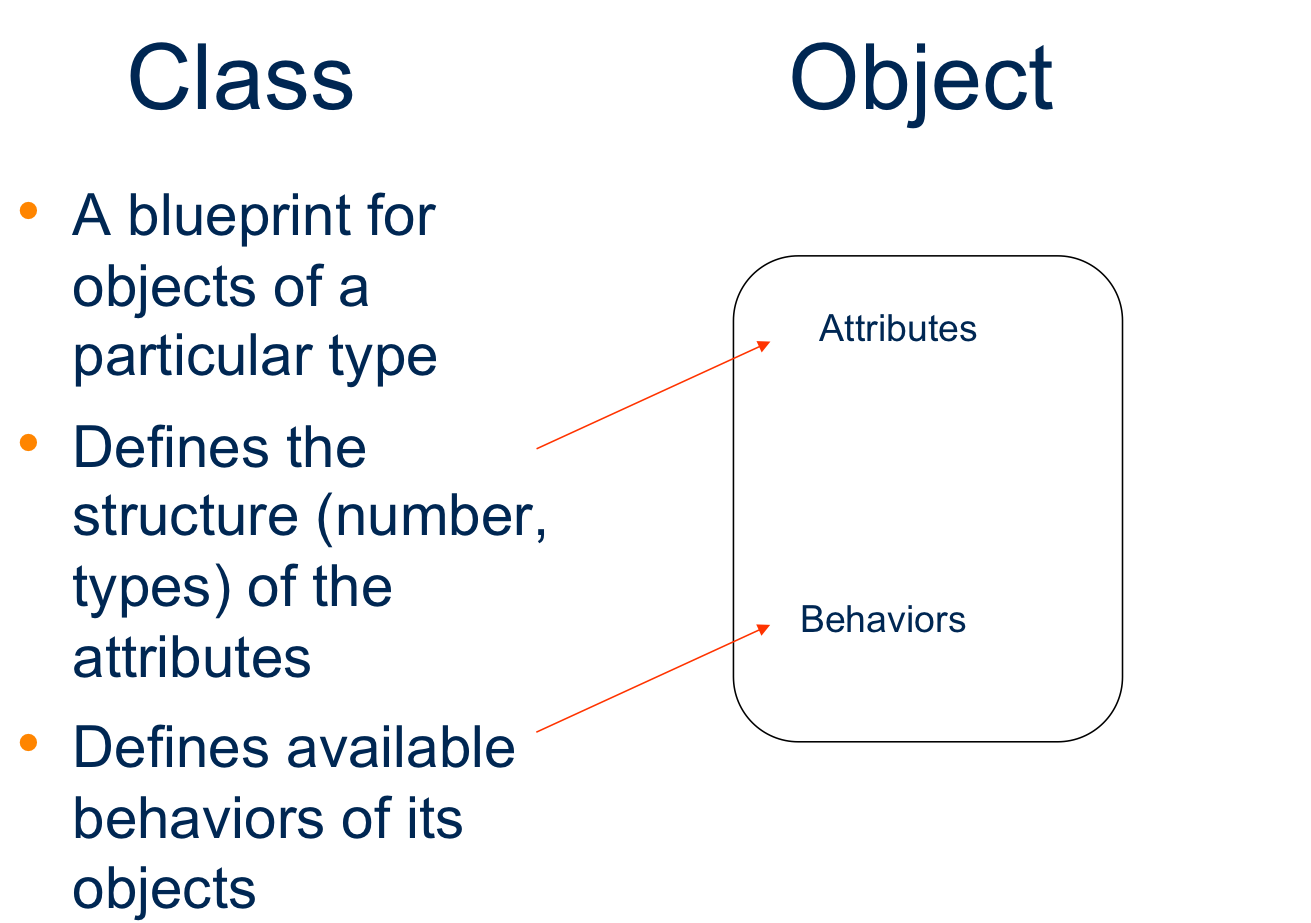 Class
Object
• A blueprint for
objects of a
particular type
• Defines the
structure (number,
types) of the
attributes
• Defines available
behaviors of its
objects
Attributes
Behaviors